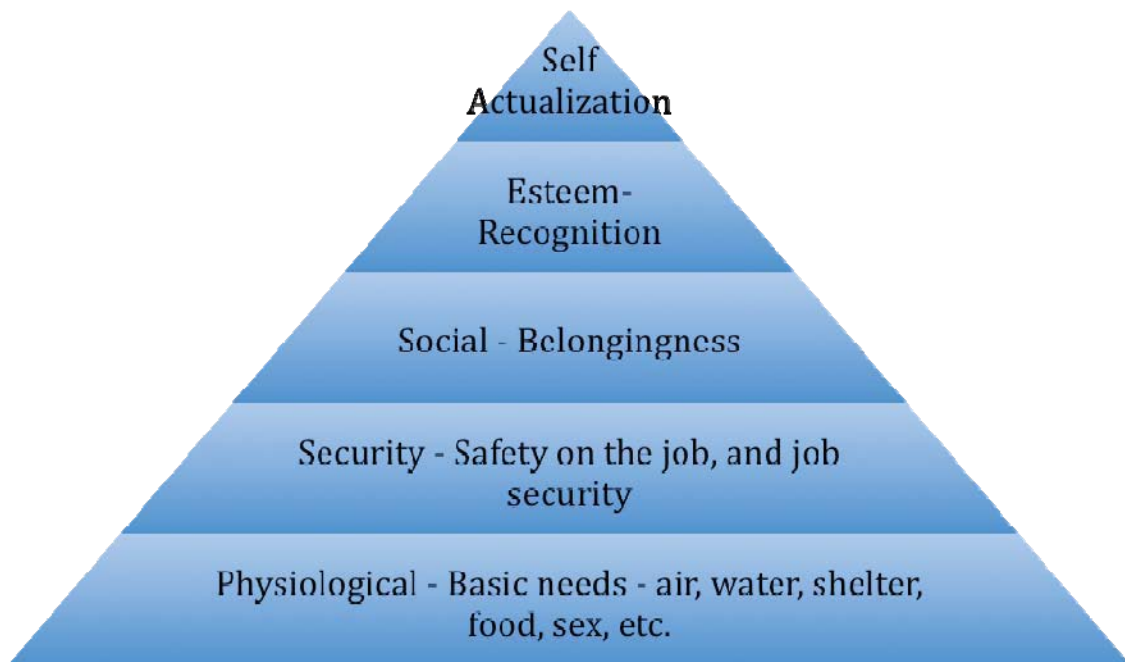 Self
Actualization
Esteem-
Recognition
Social - Belongingness
Security - Safety on the job, and job
security
Physiological - Basic needs - air, water, shelter,
food, sex, etc.